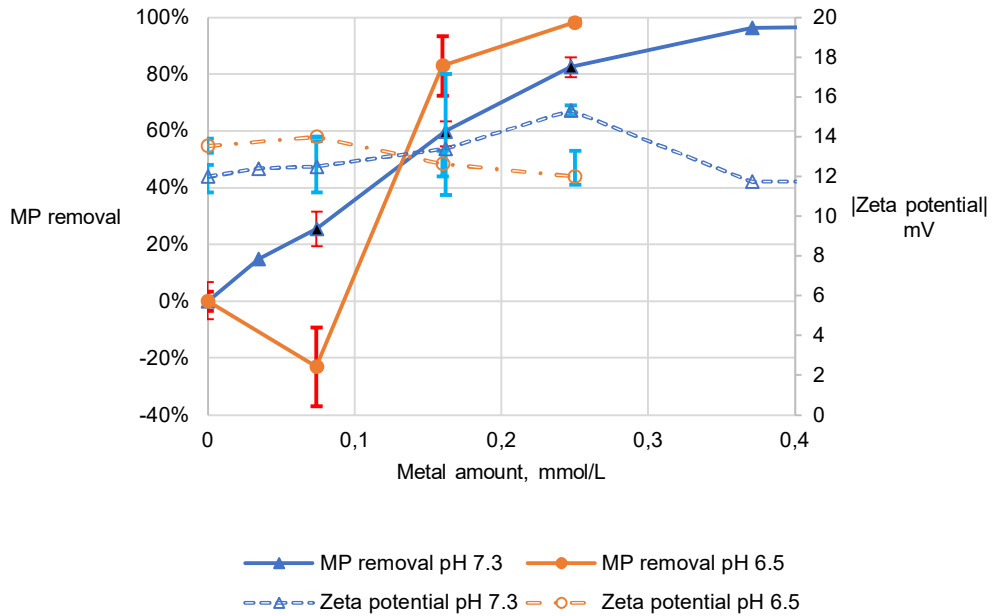 100%
80%
60%
40%
20%
0%
-20%
-40%
MP removal
20
18
16
14
12
10
8
6
4
2
0
|Zeta potential|
mV
0 0,1 0,2 0,3 0,4
Metal amount, mmol/L
MP removal pH 7.3 MP removal pH 6.5
Zeta potential pH 7.3 Zeta potential pH 6.5